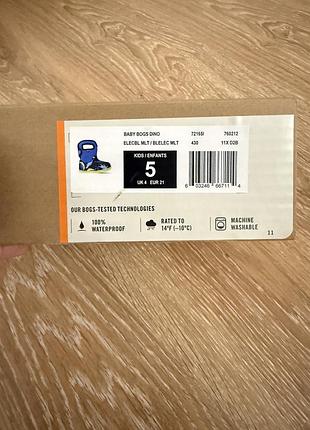 BABY BOGS DINO 72165I 760212
ELECBL MLT / BLELEC MLT 430 11X D2B
KIDS / ENFANTS
5
UK 4 EUR 21
6 03246 66711 4
OUR BOGS-TESTED TECHNOLOGIES
100% WATERPROOF
RATED TO 14°F (-10°C)
MACHINE WASHABLE
11